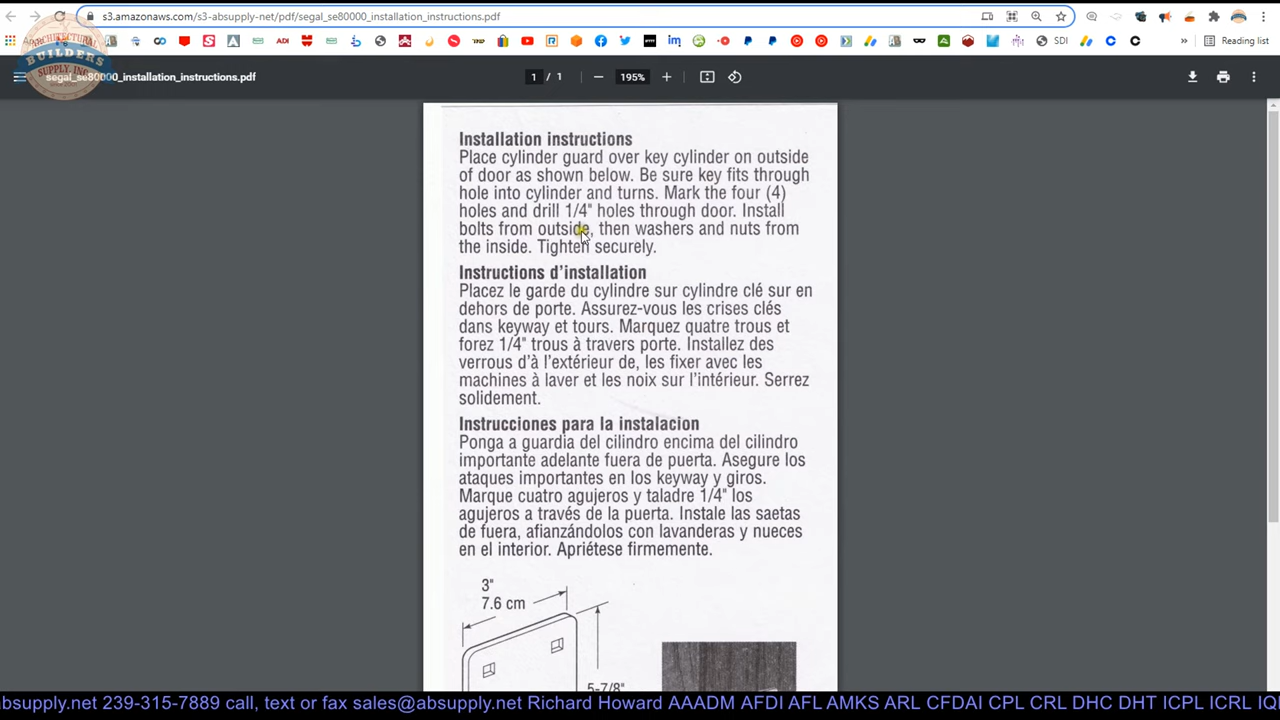 s3.amazonaws.com/s3-absupply-net/pdf/segal_se80000_installation_instructions.pdf
SDI
Reading list
ARCHITECTURAL
BUILDERS
SUPPLY, INC
segal_se80000_installation_instructions.pdf
1 / 1
195%
Installation instructions
Place cylinder guard over key cylinder on outside
of door as shown below. Be sure key fits through
hole into cylinder and turns. Mark the four (4)
holes and drill 1/4" holes through door. Install
bolts from outside, then washers and nuts from
the inside. Tighten securely.
Instructions d'installation
Placez le garde du cylindre sur cylindre clé sur en
dehors de porte. Assurez-vous les crises clés
dans keyway et tours. Marquez quatre trous et
forez 1/4" trous à travers porte. Installez des
verrous d'à l'extérieur de, les fixer avec les
machines à laver et les noix sur l'intérieur. Serrez
solidement.
Instrucciones para la instalacion
Ponga a guardia del cilindro encima del cilindro
importante adelante fuera de puerta. Asegure los
ataques importantes en los keyway y giros.
Marque cuatro agujeros y taladre 1/4" los
agujeros a través de la puerta. Instale las saetas
de fuera, afianzándolos con lavanderas y nueces
en el interior. Apriétese firmemente.
3"
7.6 cm
5-7/8"
absupply.net 239-315-7889 call, text or fax sales@absupply.net Richard Howard AAADM AFDI AFL AMKS ARL CFDAI CPL CRL DHC DHT ICPL ICRL IQ